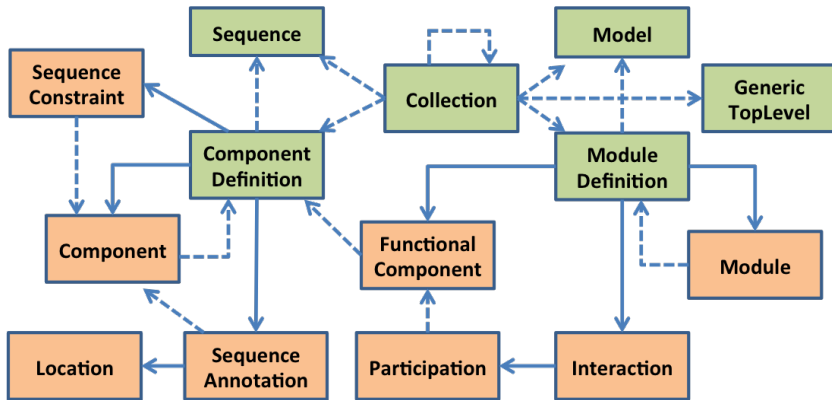 Sequence
Model
Sequence
Constraint
Collection
Generic
TopLevel
Component
Definition
Module
Definition
Component
Functional
Component
Module
Location
Sequence
Annotation
Participation
Interaction